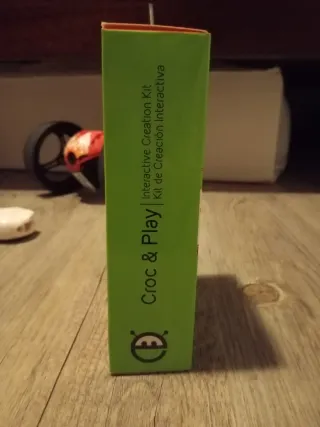 Croc & Play
Interactive Creation Kit
Kit de Creación Interactiva